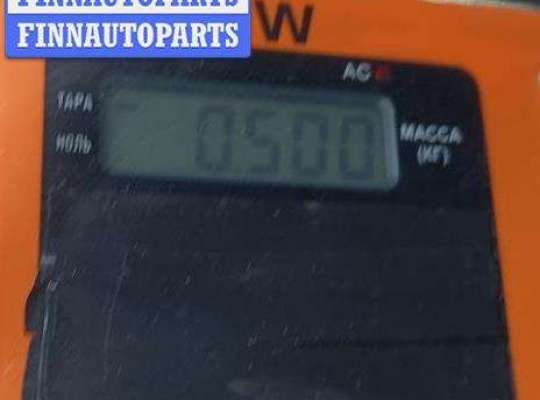 FINNAUTOPARTS
FINNAUTOPARTS
W
AC
ТАРА
0.500
НОЛЬ
МАССА
(КГ)